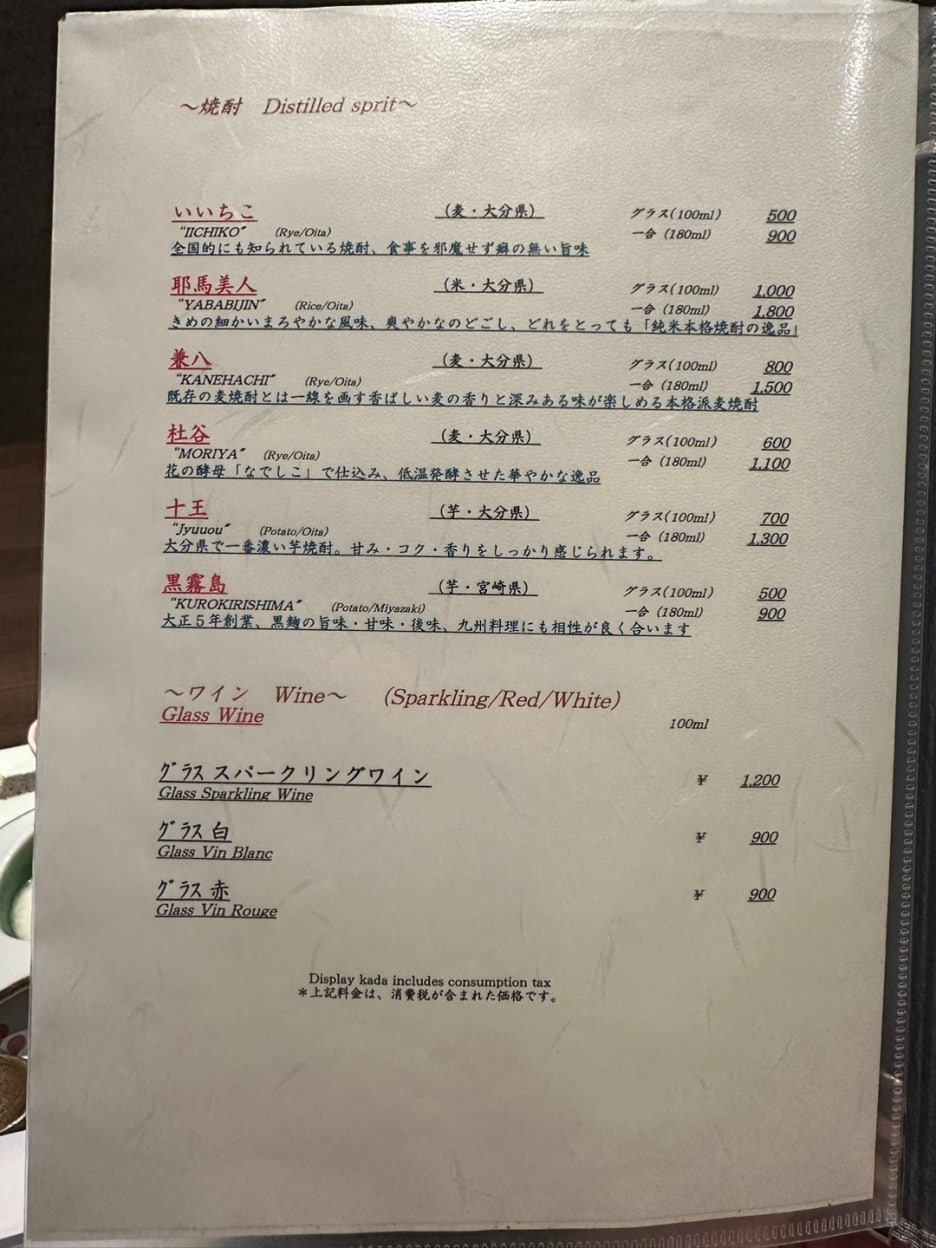 ～焼酎　Distilled sprit～
いいちこ　（麦・大分県）　グラス(100ml)　500
"IICHIKO"　(Rye/Oita)　一合 (180ml)　900
全国的にも知られている焼酎、食事を邪魔せず癖の無い旨味
耶馬美人　（米・大分県）　グラス(100ml)　1,000
"YABABIJIN"　(Rice/Oita)　一合 (180ml)　1,800
きめの細かいまろやかな風味、爽やかなのどごし、どれをとっても「純米本格焼酎の逸品」
兼八　（麦・大分県）　グラス(100ml)　800
"KANEHACHI"　(Rye/Oita)　一合 (180ml)　1,500
既存の麦焼酎とは一線を画す香ばしい麦の香りと深みある味が楽しめる本格派麦焼酎
杜谷　（麦・大分県）　グラス(100ml)　600
"MORIYA"　(Rye/Oita)　一合 (180ml)　1,100
花の酵母「なでしこ」で仕込み、低温発酵させた華やかな逸品
十王　（芋・大分県）　グラス(100ml)　700
"Jyuuou"　(Potato/Oita)　一合 (180ml)　1,300
大分県で一番濃い芋焼酎。甘み・コク・香りをしっかり感じられます。
黒霧島　（芋・宮崎県）　グラス(100ml)　500
"KUROKIRISHIMA"　(Potato/Miyazaki)　一合 (180ml)　900
大正５年創業、黒麹の旨味・甘味・後味、九州料理にも相性が良く合います
～ワイン　Wine～　(Sparkling/Red/White)
Glass Wine　100ml
グラス スパークリングワイン　¥　1,200
Glass Sparkling Wine
グラス 白　¥　900
Glass Vin Blanc
グラス 赤　¥　900
Glass Vin Rouge
Display kada includes consumption tax
＊上記料金は、消費税が含まれた価格です。